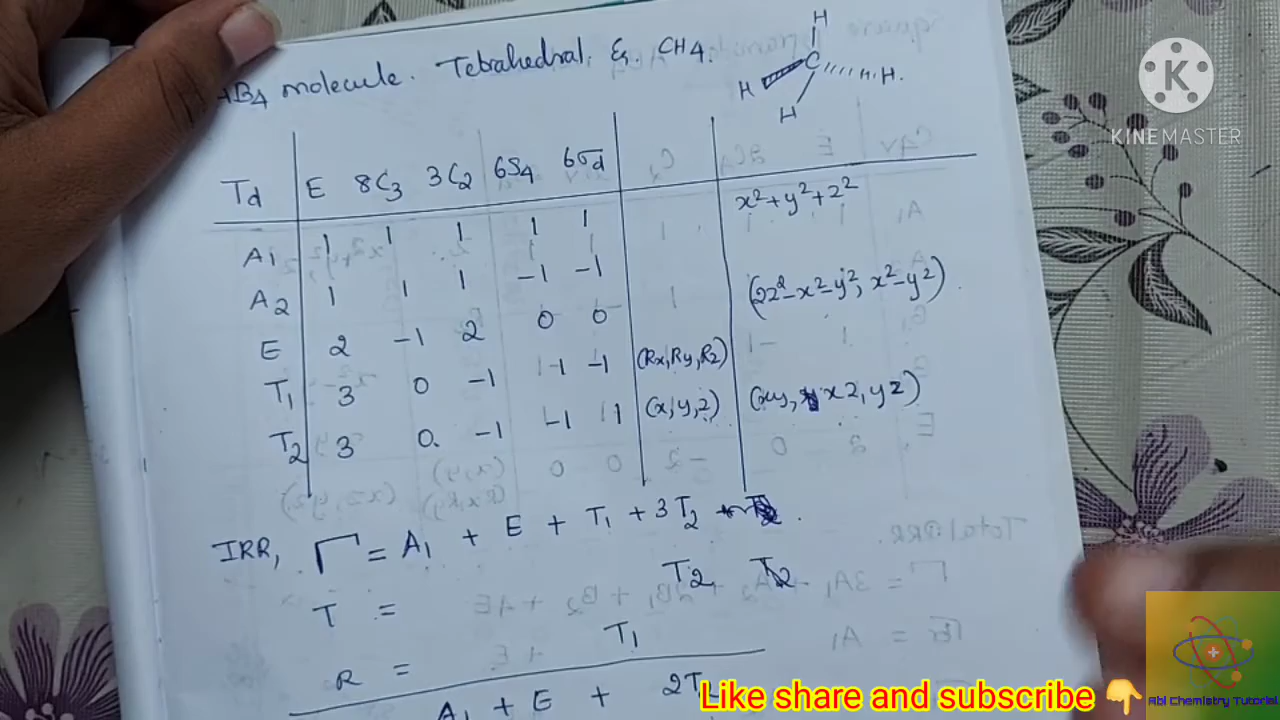 AB4 molecule. Tetrahedral. Eg. CH4.
H
C
H
H.
H
KINEMASTER
Td E 8C3 3C2 6S4 6σd
A1 1 1 1 1 1 x²+y²+z²
A2 1 1 1 -1 -1
E 2 -1 2 0 0 (2z²-x²-y², x²-y²)
T1 3 0 -1 1 -1 (Rx,Ry,Rz)
T2 3 0. -1 -1 1 (x,y,z) (xy, xz, yz)
IRR, Γ = A1 + E + T1 + 3T2 .
T = T2
R = T1
A1 + E + 2T2
Like share and subscribe 👇
Abi Chemistry Tutorial